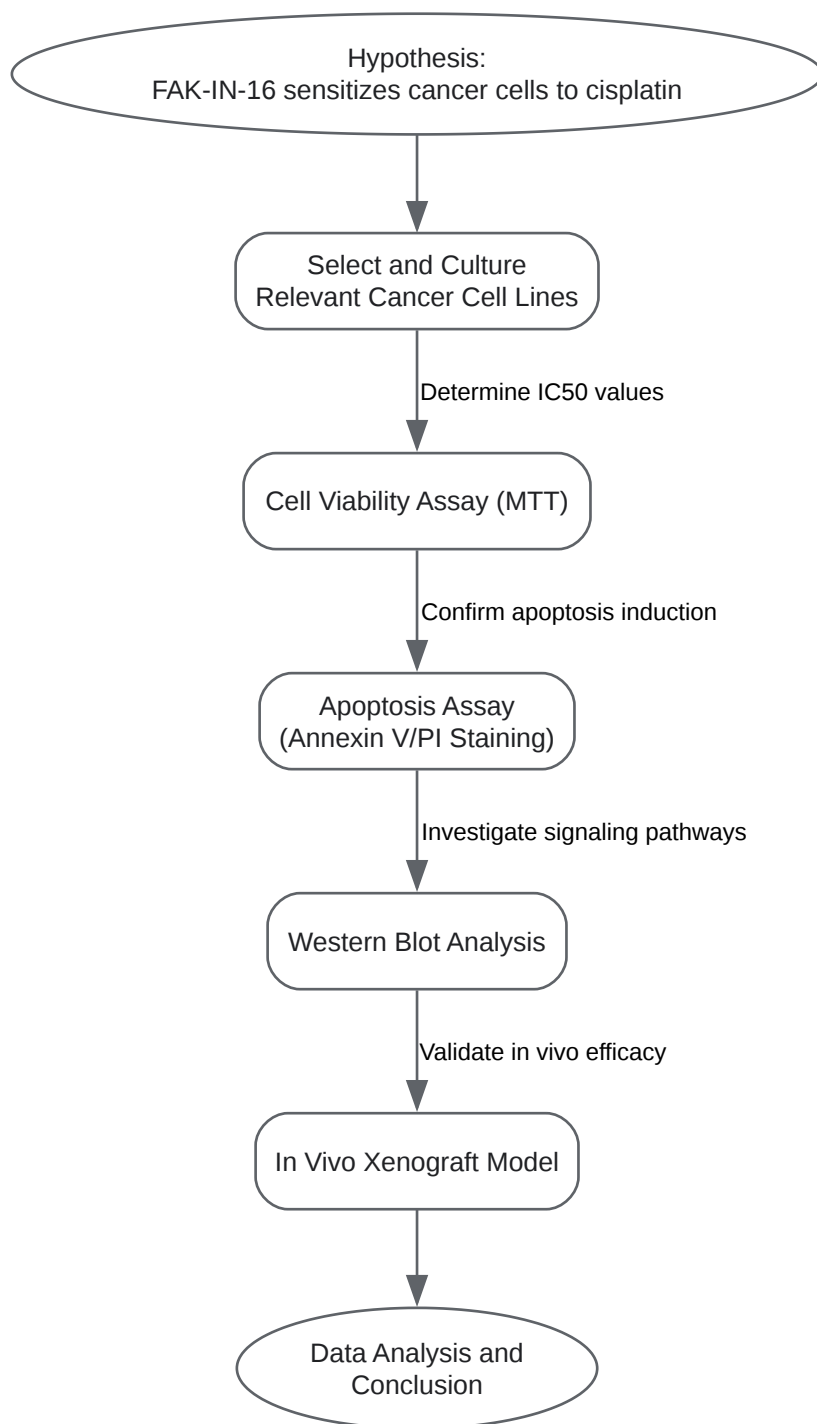 Hypothesis:
FAK-IN-16 sensitizes cancer cells to cisplatin
Select and Culture
Relevant Cancer Cell Lines
Determine IC50 values
Cell Viability Assay (MTT)
Confirm apoptosis induction
Apoptosis Assay
(Annexin V/PI Staining)
Investigate signaling pathways
Western Blot Analysis
Validate in vivo efficacy
In Vivo Xenograft Model
Data Analysis and
Conclusion